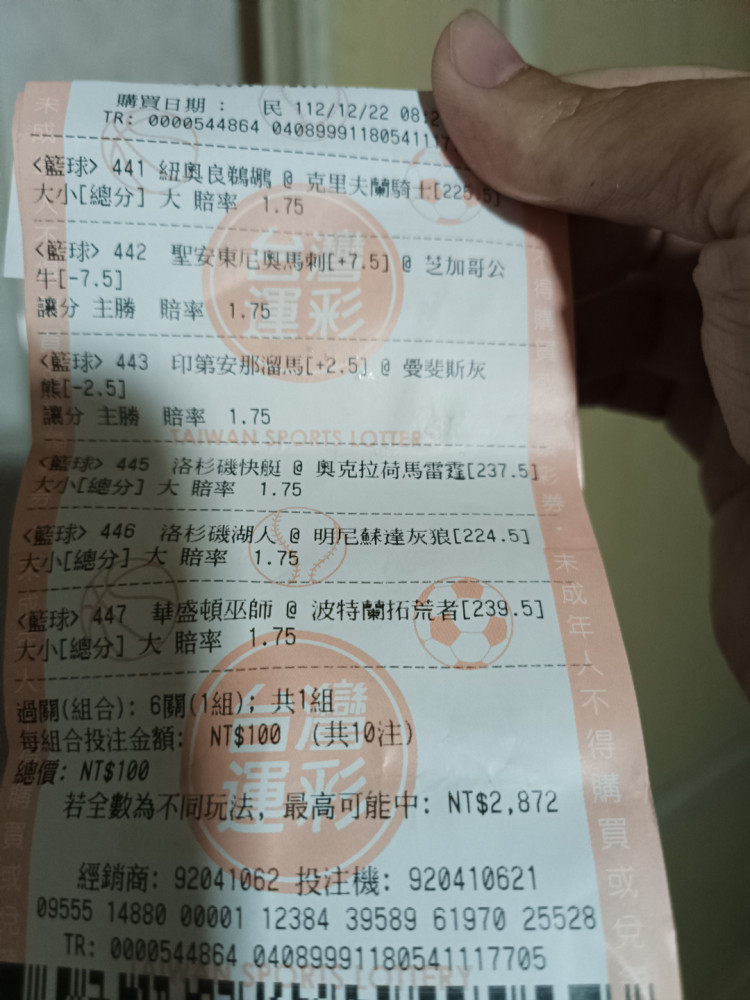 購買日期： 民 112/12/22 08:2
TR: 0000544864 0408999118054111
<籃球> 441 紐奧良鵜鶘 @ 克里夫蘭騎士[225.5]
大小[總分] 大 賠率 1.75
<籃球> 442 聖安東尼奧馬刺[+7.5] @ 芝加哥公
牛[-7.5]
讓分 主勝 賠率 1.75
<籃球> 443 印第安那溜馬[+2.5] @ 曼斐斯灰
熊[-2.5]
讓分 主勝 賠率 1.75
TAIWAN SPORTS LOTTERY
<籃球> 445 洛杉磯快艇 @ 奧克拉荷馬雷霆[237.5]
大小[總分] 大 賠率 1.75
<籃球> 446 洛杉磯湖人 @ 明尼蘇達灰狼[224.5]
大小[總分] 大 賠率 1.75
<籃球> 447 華盛頓巫師 @ 波特蘭拓荒者[239.5]
大小[總分] 大 賠率 1.75
過關(組合): 6關(1組); 共1組
每組合投注金額: NT$100 (共10注)
總價: NT$100
若全數為不同玩法, 最高可能中: NT$2,872
經銷商: 92041062 投注機: 920410621
09555 14880 00001 12384 39589 61970 25528
TR: 0000544864 04089991180541117705
TAIWAN SPORTS LOTTERY
台灣
運彩
台灣
運彩
未成年人不得購買或兌